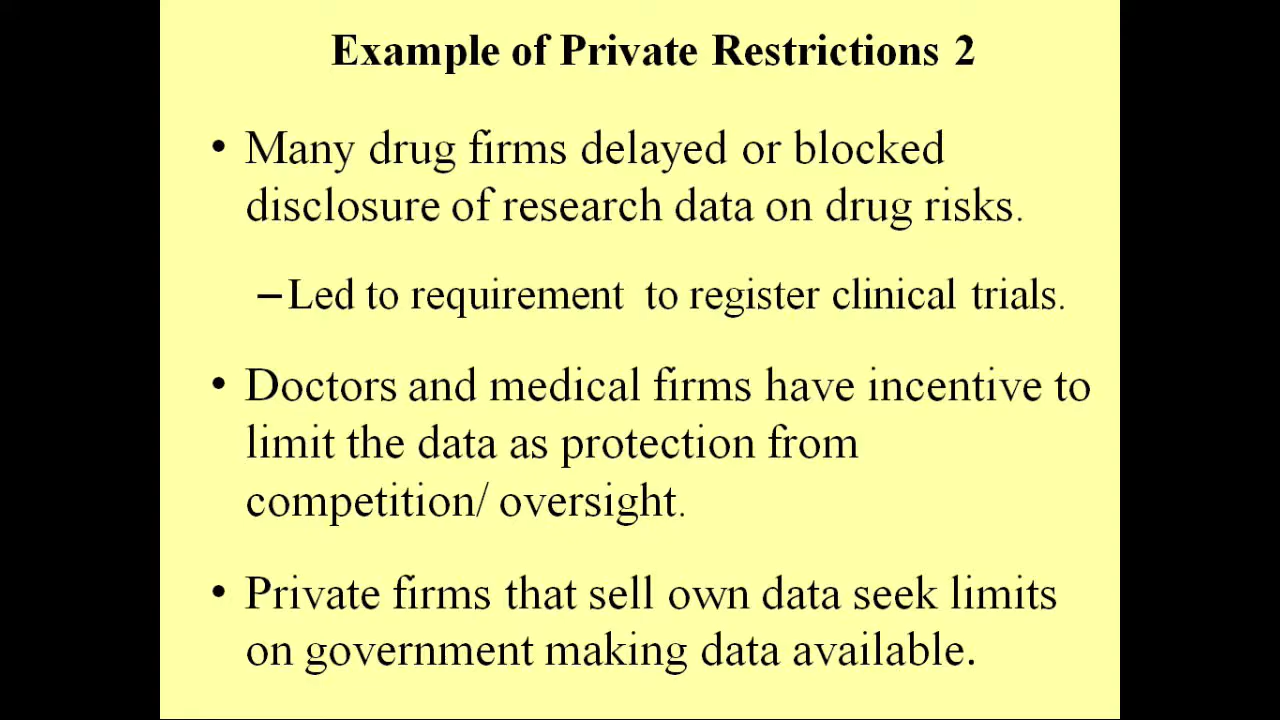 Example of Private Restrictions 2
• Many drug firms delayed or blocked
disclosure of research data on drug risks.
–Led to requirement  to register clinical trials.
• Doctors and medical firms have incentive to
limit the data as protection from
competition/ oversight.
• Private firms that sell own data seek limits
on government making data available.